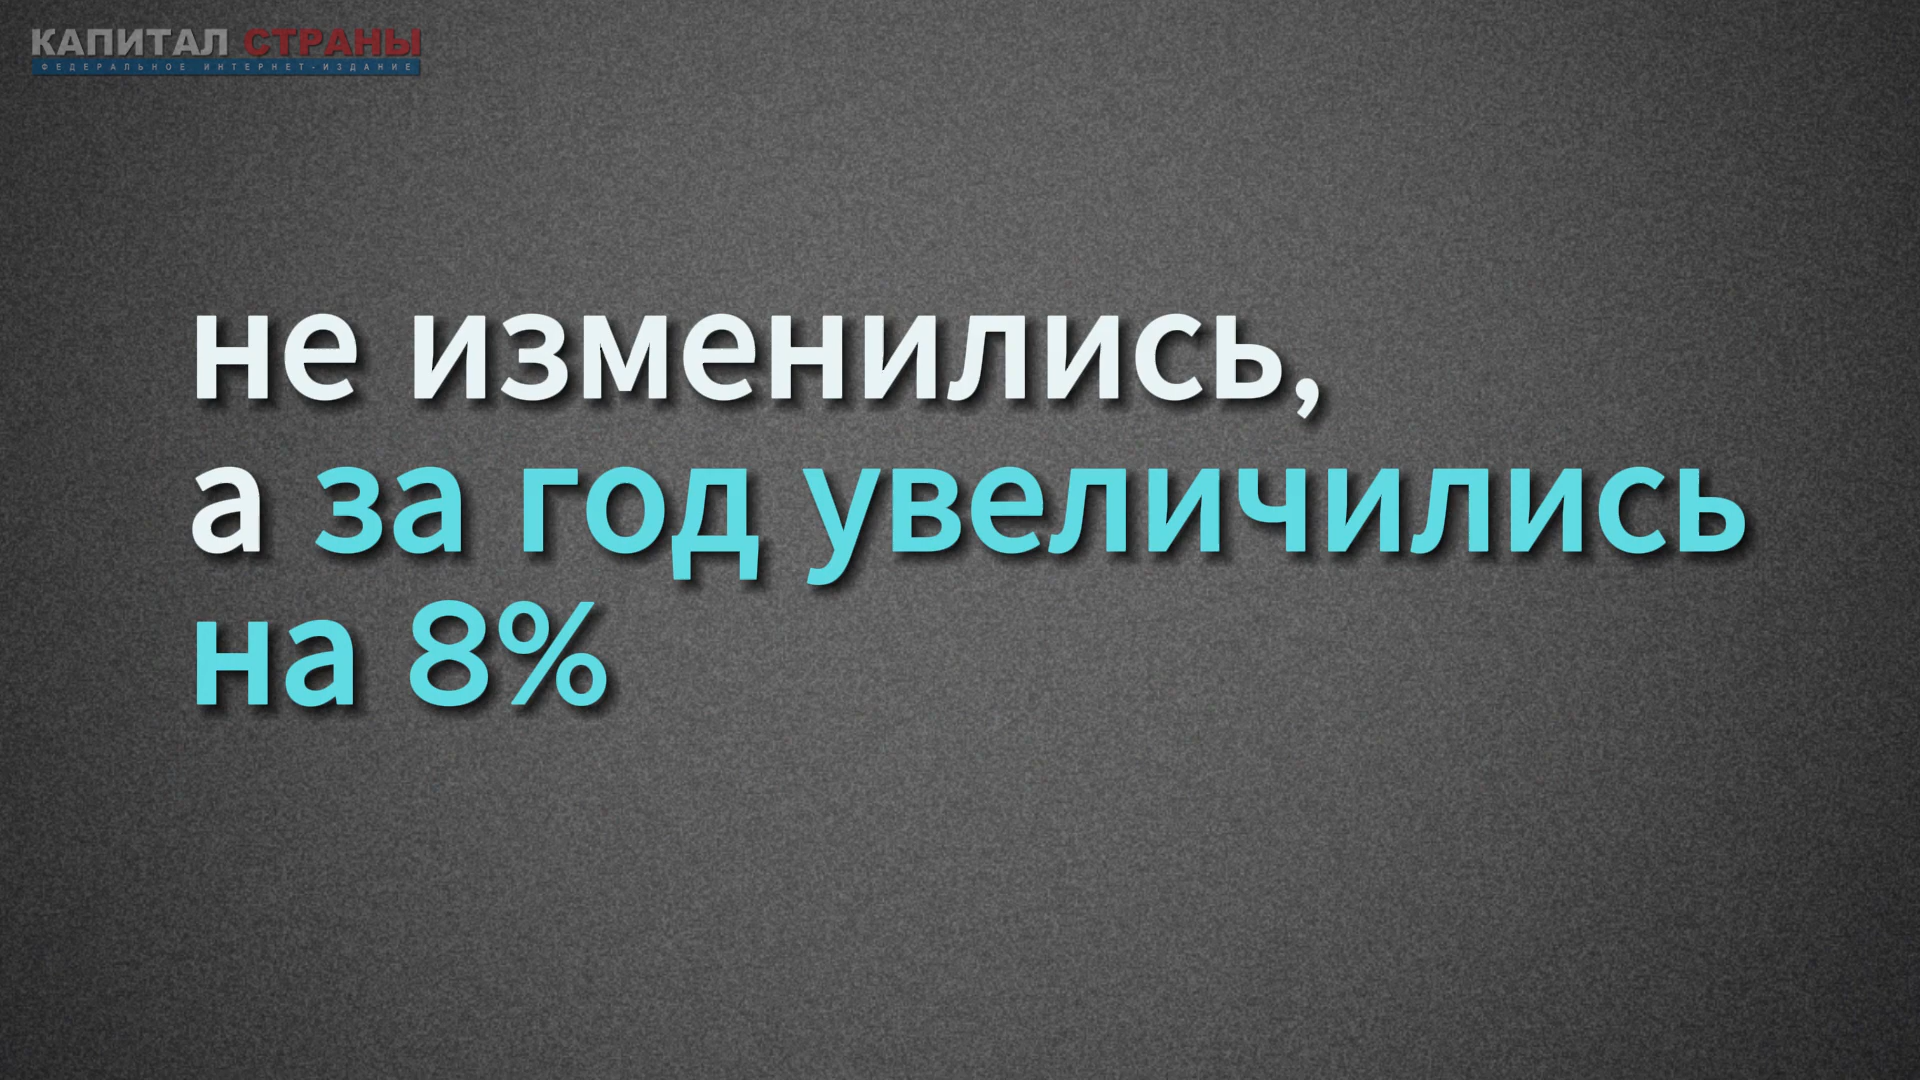 КАПИТАЛ СТРАНЫ
ФЕДЕРАЛЬНОЕ ИНТЕРНЕТ-ИЗДАНИЕ
не изменились,
а за год увеличились
на 8%